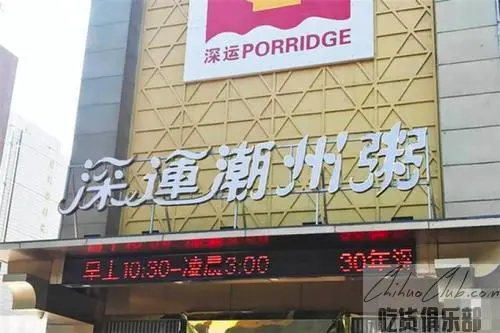 深运PORRIDGE
深運潮州粥
早上10:30-凌晨3:00 30年深
ChihuoClub.com
吃货俱乐部